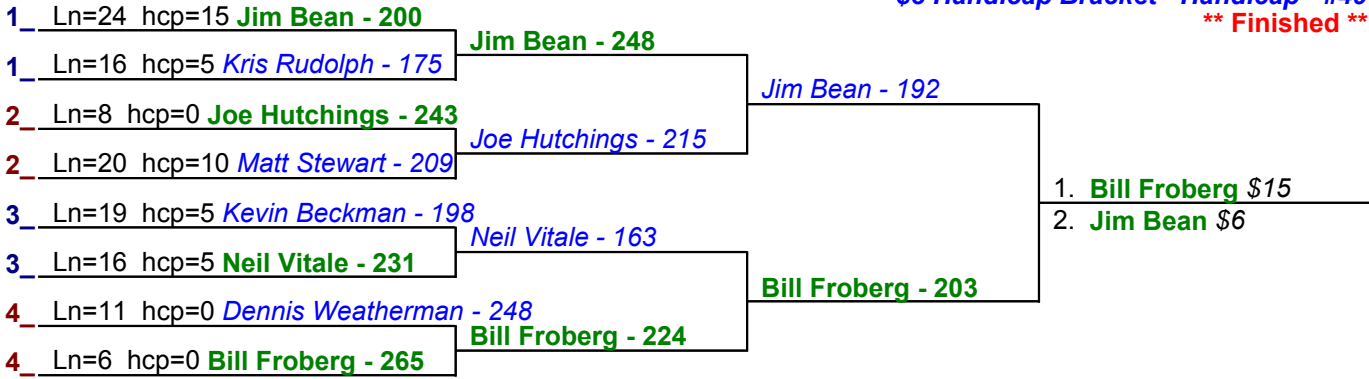 1_ Ln=24 hcp=15 Jim Bean - 200
** Finished **
Jim Bean - 248
1_ Ln=16 hcp=5 Kris Rudolph - 175
Jim Bean - 192
2_ Ln=8 hcp=0 Joe Hutchings - 243
Joe Hutchings - 215
2_ Ln=20 hcp=10 Matt Stewart - 209
1. Bill Froberg $15
2. Jim Bean $6
3_ Ln=19 hcp=5 Kevin Beckman - 198
Neil Vitale - 163
3_ Ln=16 hcp=5 Neil Vitale - 231
Bill Froberg - 203
4_ Ln=11 hcp=0 Dennis Weatherman - 248
Bill Froberg - 224
4_ Ln=6 hcp=0 Bill Froberg - 265